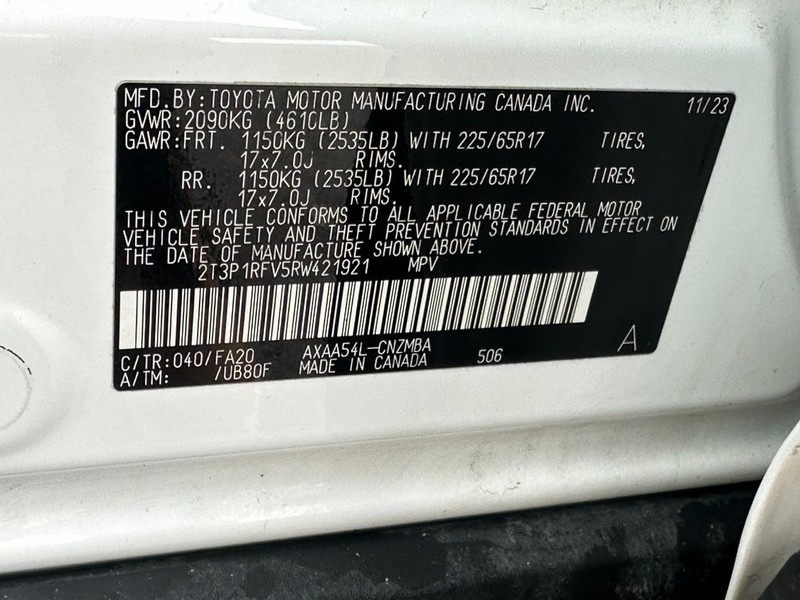 MFD.BY:TOYOTA MOTOR MANUFACTURING CANADA INC. 11/23
GVWR:2090KG (4610LB)
GAWR:FRT. 1150KG (2535LB) WITH 225/65R17 TIRES,
17x7.0J RIMS.
RR. 1150KG (2535LB) WITH 225/65R17 TIRES,
17x7.0J RIMS.
THIS VEHICLE CONFORMS TO ALL APPLICABLE FEDERAL MOTOR
VEHICLE SAFETY AND THEFT PREVENTION STANDARDS IN EFFECT ON
THE DATE OF MANUFACTURE SHOWN ABOVE.
2T3P1RFV5RW421921 MPV
C/TR:040/FA20 AXAA54L-CNZMBA
A/TM: /UB80F MADE IN CANADA 506 A